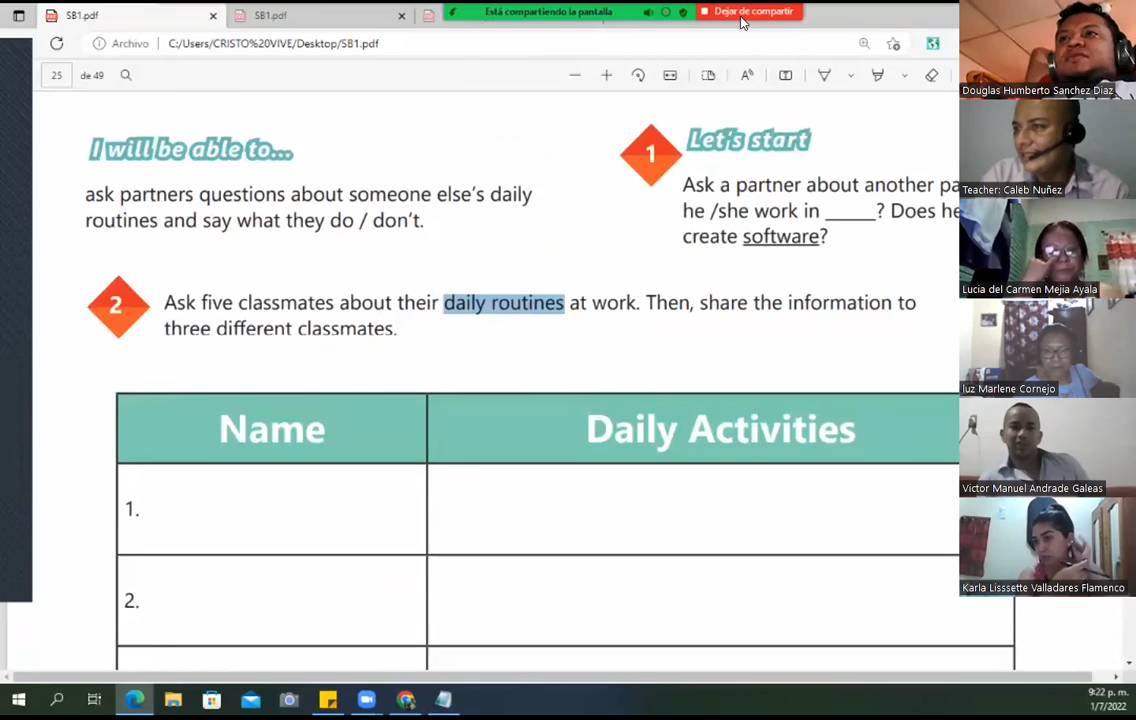 SB1.pdf
SB1.pdf
Está compartiendo la pantalla
Dejar de compartir
Archivo
C:/Users/CRISTO%20VIVE/Desktop/SB1.pdf
25
de 49
I will be able to...
ask partners questions about someone else's daily
routines and say what they do / don't.
1
Let's start
Ask a partner about another pa
he /she work in _____? Does he
create software?
2
Ask five classmates about their daily routines at work. Then, share the information to
three different classmates.
Name
Daily Activities
1.
2.
Douglas Humberto Sanchez Diaz
Teacher: Caleb Nuñez
Lucia del Carmen Mejia Ayala
luz Marlene Cornejo
Victor Manuel Andrade Galeas
Karla Lisssette Valladares Flamenco
9:22 p. m.
1/7/2022